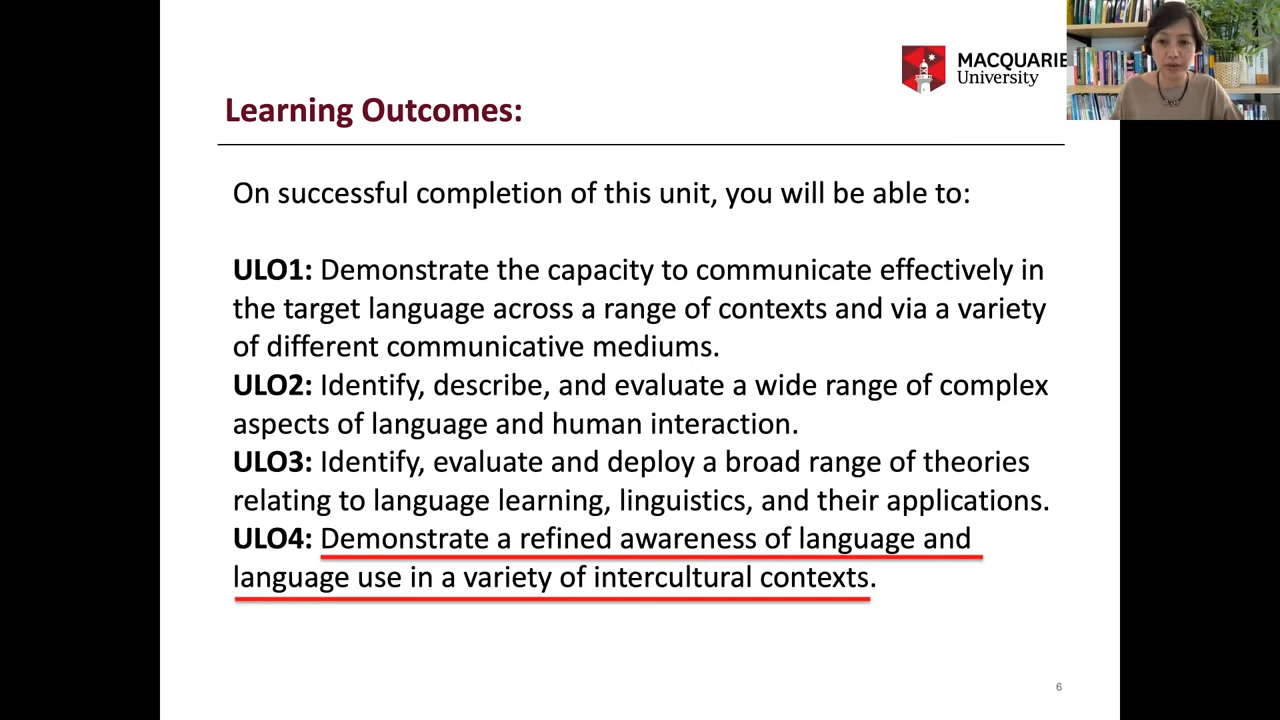 MACQUARIE
University
Learning Outcomes:
On successful completion of this unit, you will be able to:
ULO1: Demonstrate the capacity to communicate effectively in
the target language across a range of contexts and via a variety
of different communicative mediums.
ULO2: Identify, describe, and evaluate a wide range of complex
aspects of language and human interaction.
ULO3: Identify, evaluate and deploy a broad range of theories
relating to language learning, linguistics, and their applications.
ULO4: Demonstrate a refined awareness of language and
language use in a variety of intercultural contexts.
6